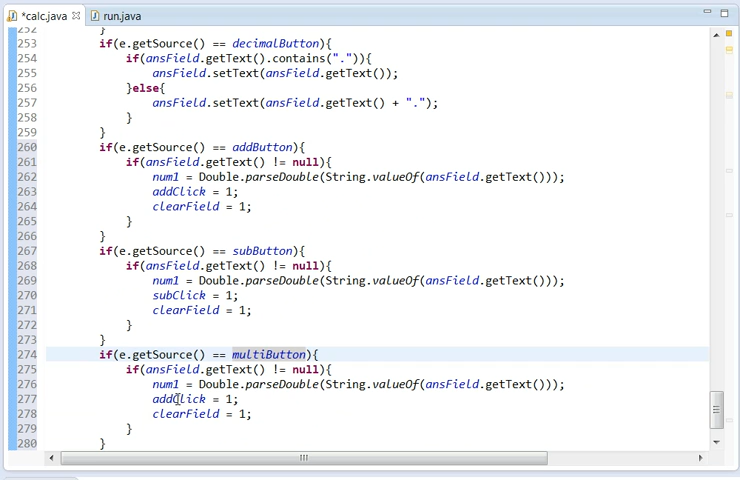 *calc.java
run.java
252 }
253 if(e.getSource() == decimalButton){
254 if(ansField.getText().contains(".")){
255 ansField.setText(ansField.getText());
256 }else{
257 ansField.setText(ansField.getText() + ".");
258 }
259 }
260 if(e.getSource() == addButton){
261 if(ansField.getText() != null){
262 num1 = Double.parseDouble(String.valueOf(ansField.getText()));
263 addClick = 1;
264 clearField = 1;
265 }
266 }
267 if(e.getSource() == subButton){
268 if(ansField.getText() != null){
269 num1 = Double.parseDouble(String.valueOf(ansField.getText()));
270 subClick = 1;
271 clearField = 1;
272 }
273 }
274 if(e.getSource() == multiButton){
275 if(ansField.getText() != null){
276 num1 = Double.parseDouble(String.valueOf(ansField.getText()));
277 addClick = 1;
278 clearField = 1;
279 }
280 }